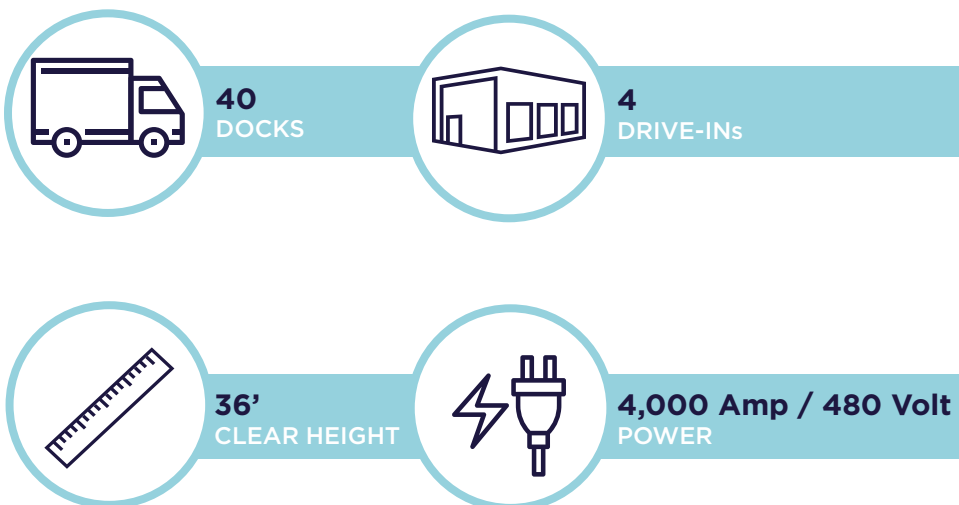 40
DOCKS
4
DRIVE-INs
36’
CLEAR HEIGHT
4,000 Amp / 480 Volt
POWER